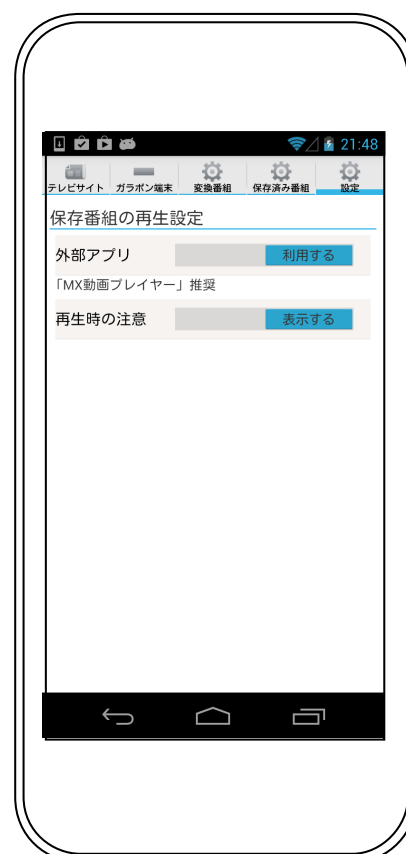 21:48
テレビサイト ガラポン端末 変換番組 保存済み番組 設定
保存番組の再生設定
外部アプリ 利用する
「MX動画プレイヤー」推奨
再生時の注意 表示する